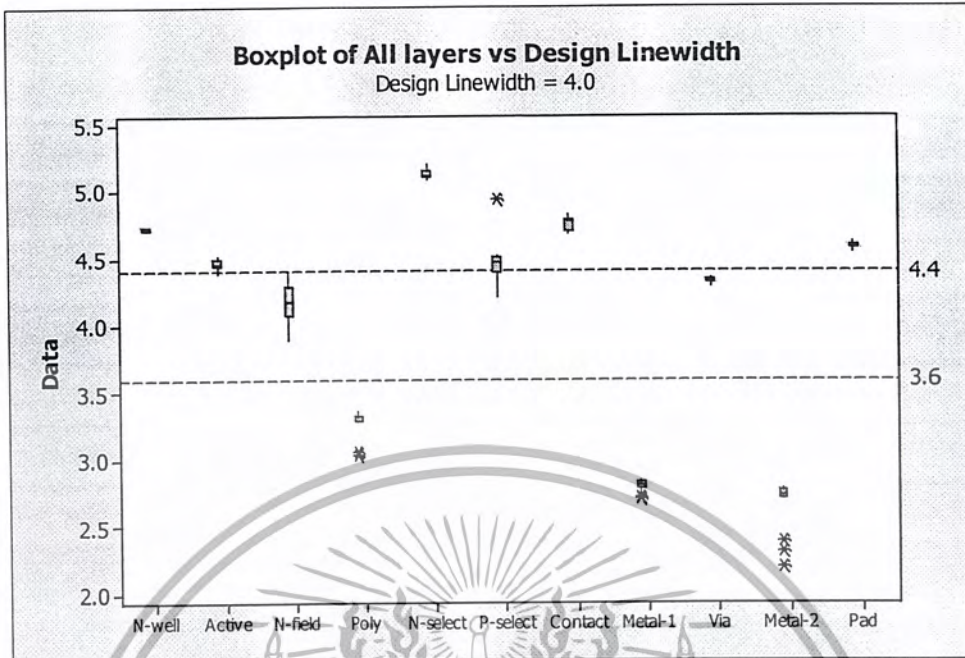 Boxplot of All layers vs Design Linewidth
Design Linewidth = 4.0
Data
5.5
5.0
4.5
4.0
3.5
3.0
2.5
2.0
4.4
3.6
N-well Active N-field Poly N-select P-select Contact Metal-1 Via Metal-2 Pad